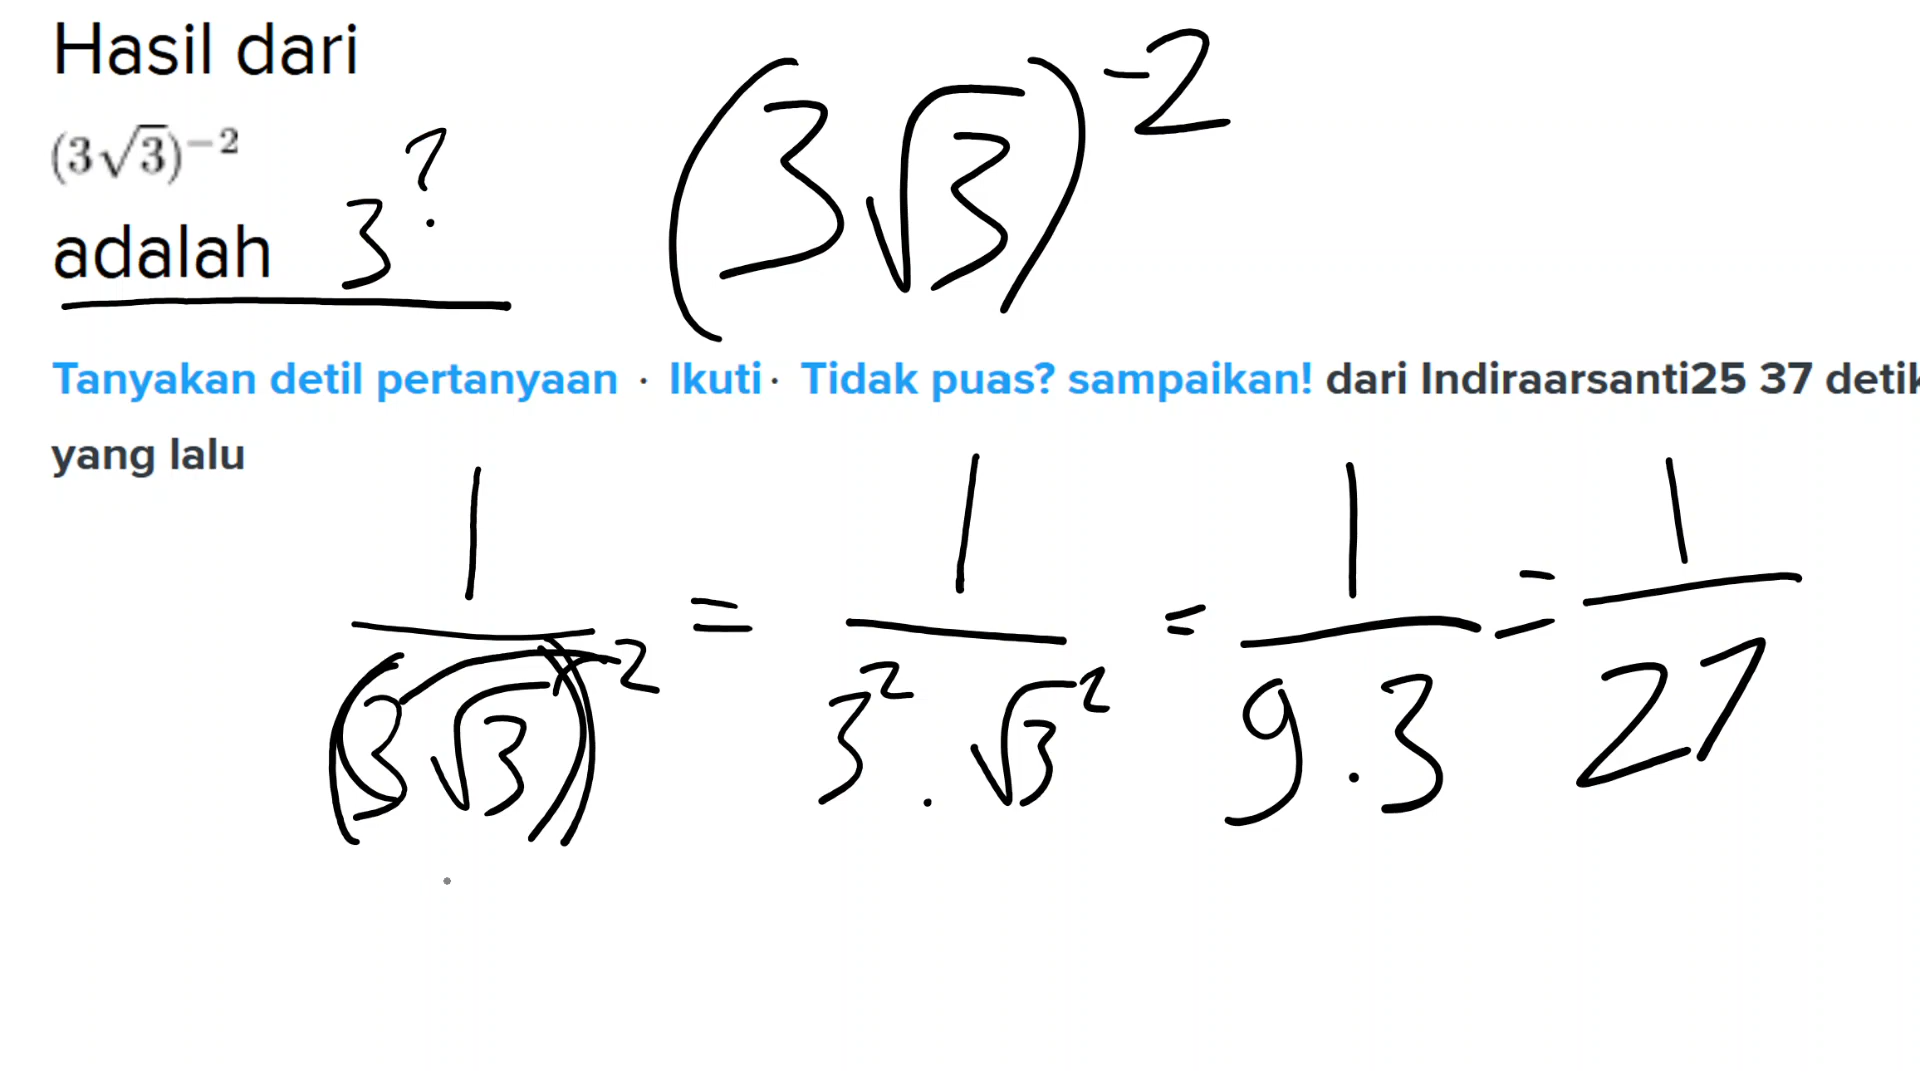 Hasil dari
(3√3)⁻²
adalah 3^?
(3√3)⁻²
Tanyakan detil pertanyaan · Ikuti · Tidak puas? sampaikan! dari Indiraarsanti25 37 detik
yang lalu
1/(3√3)² = 1/3² . √3² = 1/9 . 3 = 1/27